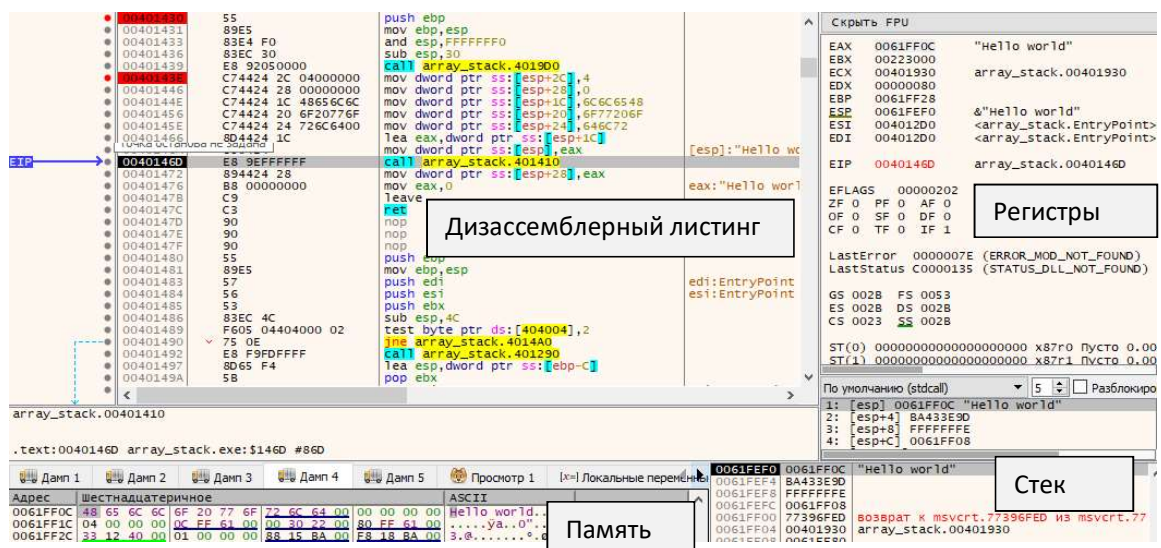 00401430 55 push ebp
00401431 89E5 mov ebp,esp
00401433 83E4 F0 and esp,FFFFFFF0
00401436 83EC 30 sub esp,30
00401439 E8 92050000 call array_stack.4019D0
0040143E C74424 2C 04000000 mov dword ptr ss:[esp+2C],4
00401446 C74424 28 00000000 mov dword ptr ss:[esp+28],0
0040144E C74424 1C 48656C6C mov dword ptr ss:[esp+1C],6C6C6548
00401456 C74424 20 6F20776F mov dword ptr ss:[esp+20],6F77206F
0040145E C74424 24 726C6400 mov dword ptr ss:[esp+24],646C72
00401466 8D4424 1C lea eax,dword ptr ss:[esp+1C]
Точка останова не задана mov dword ptr ss:[esp],eax [esp]:"Hello wo
EIP 0040146D E8 9EFFFFFF call array_stack.401410
00401472 894424 28 mov dword ptr ss:[esp+28],eax
00401476 B8 00000000 mov eax,0 eax:"Hello worl
0040147B C9 leave
0040147C C3 ret
0040147D 90 nop
0040147E 90 nop
0040147F 90 nop
00401480 55 push ebp
00401481 89E5 mov ebp,esp
00401483 57 push edi edi:EntryPoint
00401484 56 push esi esi:EntryPoint
00401485 53 push ebx
00401486 83EC 4C sub esp,4C
00401489 F605 04404000 02 test byte ptr ds:[404004],2
00401490 75 0E jne array_stack.4014A0
00401492 E8 F9FDFFFF call array_stack.401290
00401497 8D65 F4 lea esp,dword ptr ss:[ebp-C]
0040149A 5B pop ebx
Дизассемблерный листинг
array_stack.00401410
.text:0040146D array_stack.exe:$146D #86D
Скрыть FPU
EAX 0061FF0C "Hello world"
EBX 00223000
ECX 00401930 array_stack.00401930
EDX 00000080
EBP 0061FF28
ESP 0061FEF0 &"Hello world"
ESI 004012D0 <array_stack.EntryPoint>
EDI 004012D0 <array_stack.EntryPoint>
EIP 0040146D array_stack.0040146D
EFLAGS 00000202
ZF 0 PF 0 AF 0
OF 0 SF 0 DF 0
CF 0 TF 0 IF 1
Регистры
LastError 0000007E (ERROR_MOD_NOT_FOUND)
LastStatus C0000135 (STATUS_DLL_NOT_FOUND)
GS 002B FS 0053
ES 002B DS 002B
CS 0023 SS 002B
ST(0) 00000000000000000000 x87r0 Пусто 0.00
ST(1) 00000000000000000000 x87r1 Пусто 0.00
По умолчанию (stdcall) 5 Разблокиро
1: [esp] 0061FF0C "Hello world"
2: [esp+4] BA433E9D
3: [esp+8] FFFFFFFE
4: [esp+C] 0061FF08
Дамп 1 Дамп 2 Дамп 3 Дамп 4 Дамп 5 Просмотр 1 [x=] Локальные переменны
Адрес Шестнадцатеричное ASCII
0061FF0C 48 65 6C 6C 6F 20 77 6F 72 6C 64 00 00 00 00 00 Hello world..
0061FF1C 04 00 00 00 0C FF 61 00 00 30 22 00 80 FF 61 00 .....ÿa..0"..
0061FF2C 33 12 40 00 01 00 00 00 88 15 BA 00 F8 18 BA 00
Память
0061FEF0 0061FF0C "Hello world"
0061FEF4 BA433E9D
0061FEF8 FFFFFFFE
0061FEFC 0061FF08
0061FF00 77396FED возврат к msvcrt.77396FED из msvcrt.77
0061FF04 00401930 array_stack.00401930
0061FF08 0061FF80
Стек